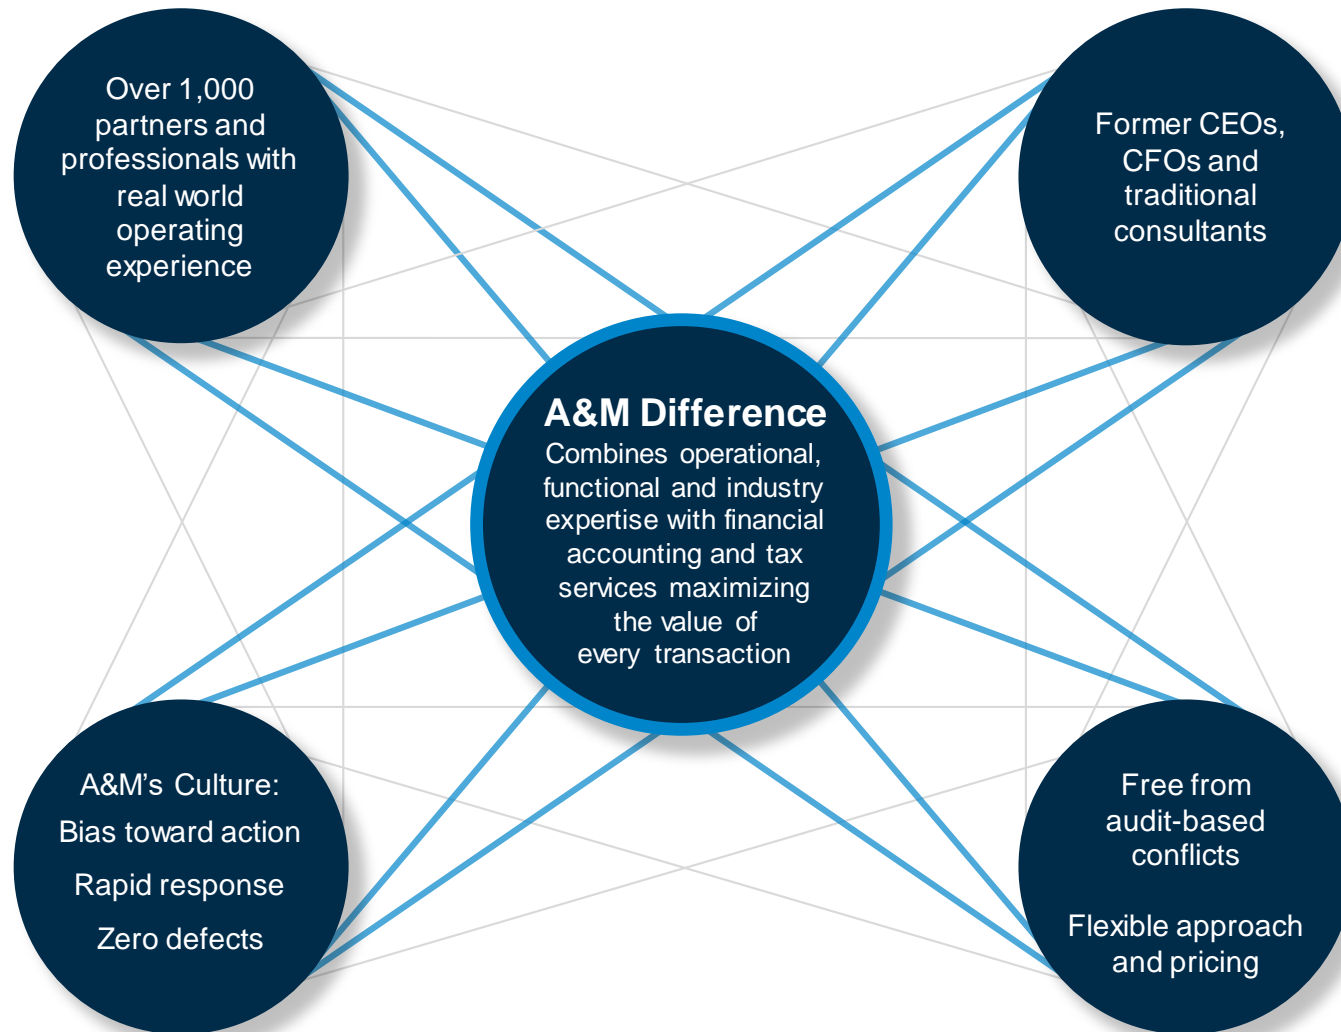 Over 1,000
partners and
professionals with
real world
operating
experience
Former CEOs,
CFOs and
traditional
consultants
A&M Difference
Combines operational,
functional and industry
expertise with financial
accounting and tax
services maximizing
the value of
every transaction
A&M’s Culture:
Bias toward action
Rapid response
Zero defects
Free from
audit-based
conflicts
Flexible approach
and pricing